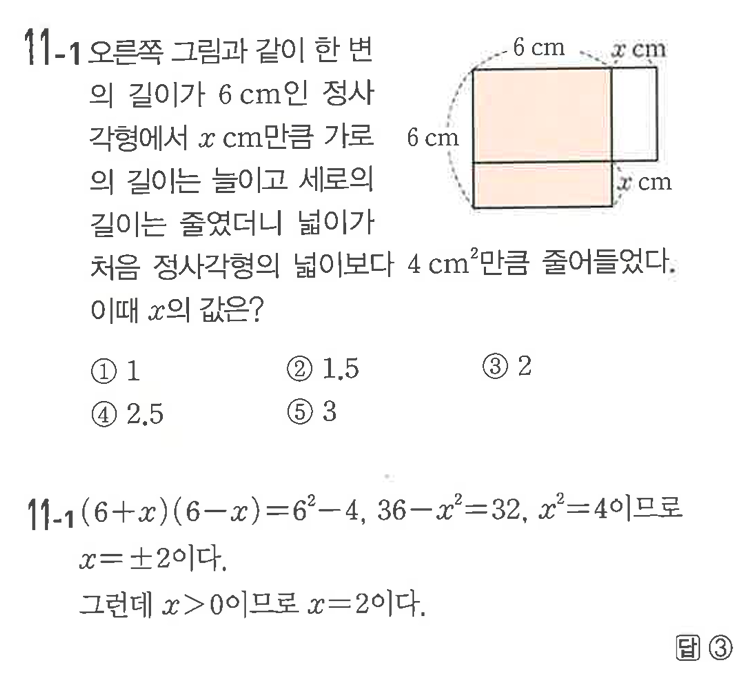 11-1 오른쪽 그림과 같이 한 변
의 길이가 6 cm인 정사
각형에서 x cm만큼 가로
의 길이는 늘이고 세로의
길이는 줄였더니 넓이가
처음 정사각형의 넓이보다 4 cm²만큼 줄어들었다.
이때 x의 값은?
6 cm x cm
6 cm
x cm
① 1 ② 1.5 ③ 2
④ 2.5 ⑤ 3
11-1 (6+x)(6-x)=6²-4, 36-x²=32, x²=4이므로
x=±2이다.
그런데 x>0이므로 x=2이다.
답 ③